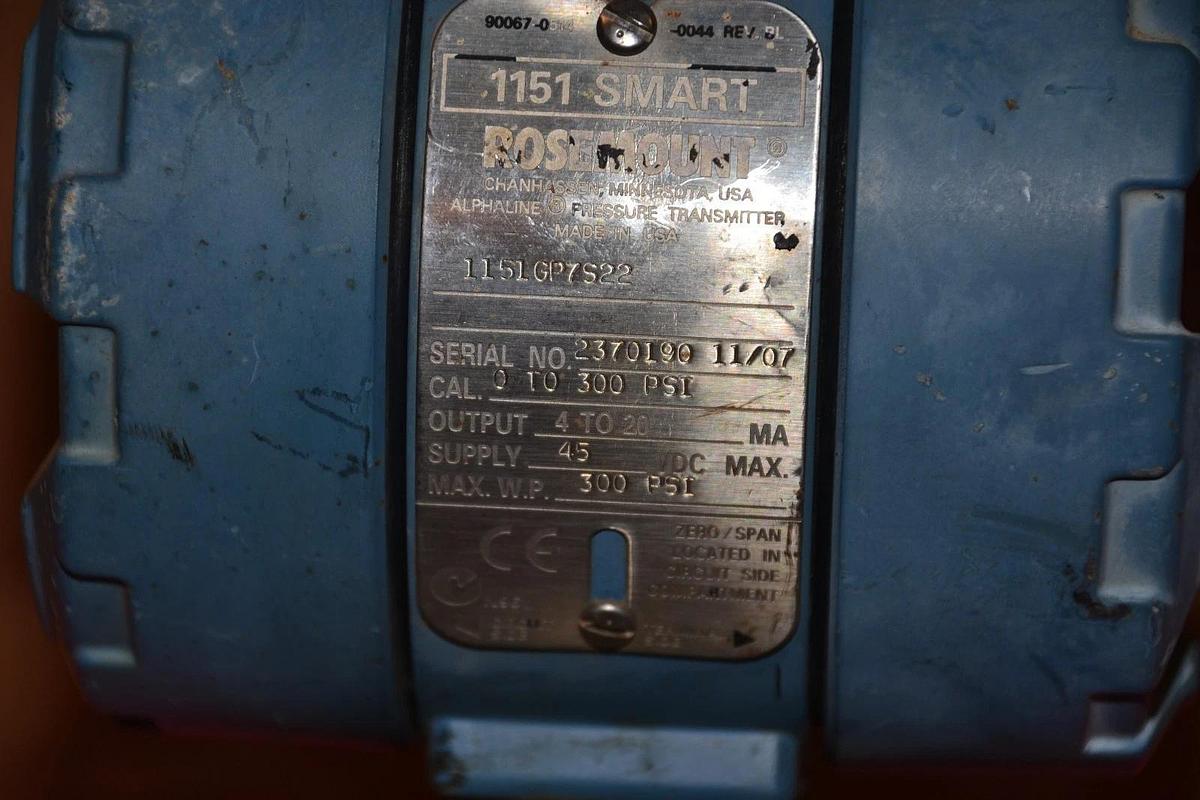 -0044 REV.
1151 SMART
ROSEMOUNT®
CHANHASSEN, MINNESOTA, USA
ALPHALINE ® PRESSURE TRANSMITTER
MADE IN USA
1151GP7S22
SERIAL NO. 2370190 11/07
CAL. 0 TO 300 PSI
OUTPUT 4 TO 20 MA
SUPPLY 45 VDC MAX.
MAX. W.P. 300 PSI
CE
ZERO/SPAN
LOCATED IN
CIRCUIT SIDE
COMPARTMENT